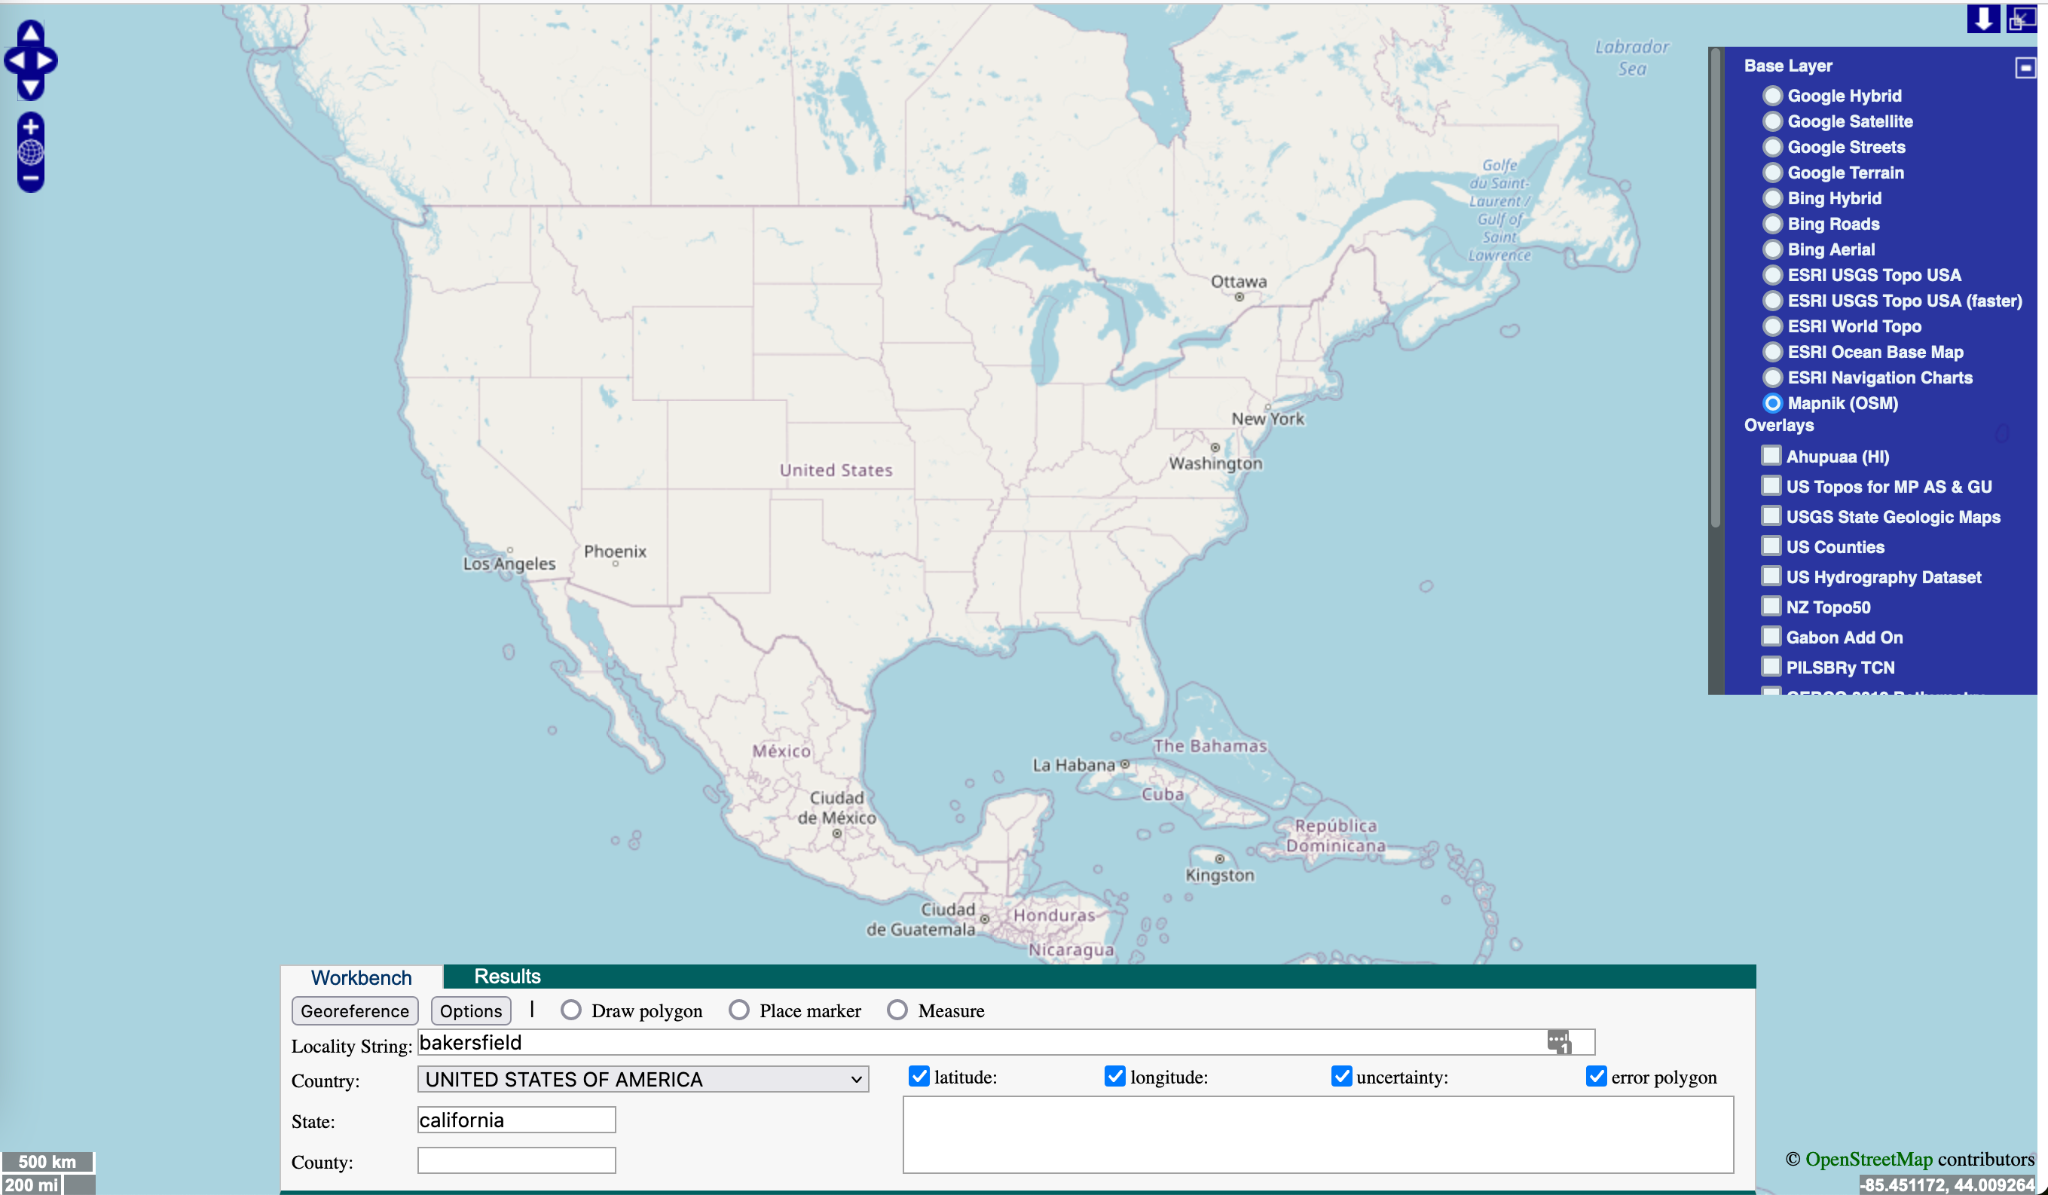 Labrador
Sea
Golfe
du Saint-
Laurent /
Gulf of
Saint
Lawrence
Ottawa
New York
Washington
United States
Los Angeles
Phoenix
México
Ciudad
de México
La Habana
The Bahamas
Cuba
República
Dominicana
Kingston
Ciudad
de Guatemala
Honduras
Nicaragua
Base Layer
Google Hybrid
Google Satellite
Google Streets
Google Terrain
Bing Hybrid
Bing Roads
Bing Aerial
ESRI USGS Topo USA
ESRI USGS Topo USA (faster)
ESRI World Topo
ESRI Ocean Base Map
ESRI Navigation Charts
Mapnik (OSM)
Overlays
Ahupuaa (HI)
US Topos for MP AS & GU
USGS State Geologic Maps
US Counties
US Hydrography Dataset
NZ Topo50
Gabon Add On
PILSBRy TCN
Workbench Results
Georeference Options | Draw polygon Place marker Measure
Locality String: bakersfield 1
Country: UNITED STATES OF AMERICA latitude: longitude: uncertainty: error polygon
State: california
County:
500 km
200 mi
© OpenStreetMap contributors
-85.451172, 44.009264